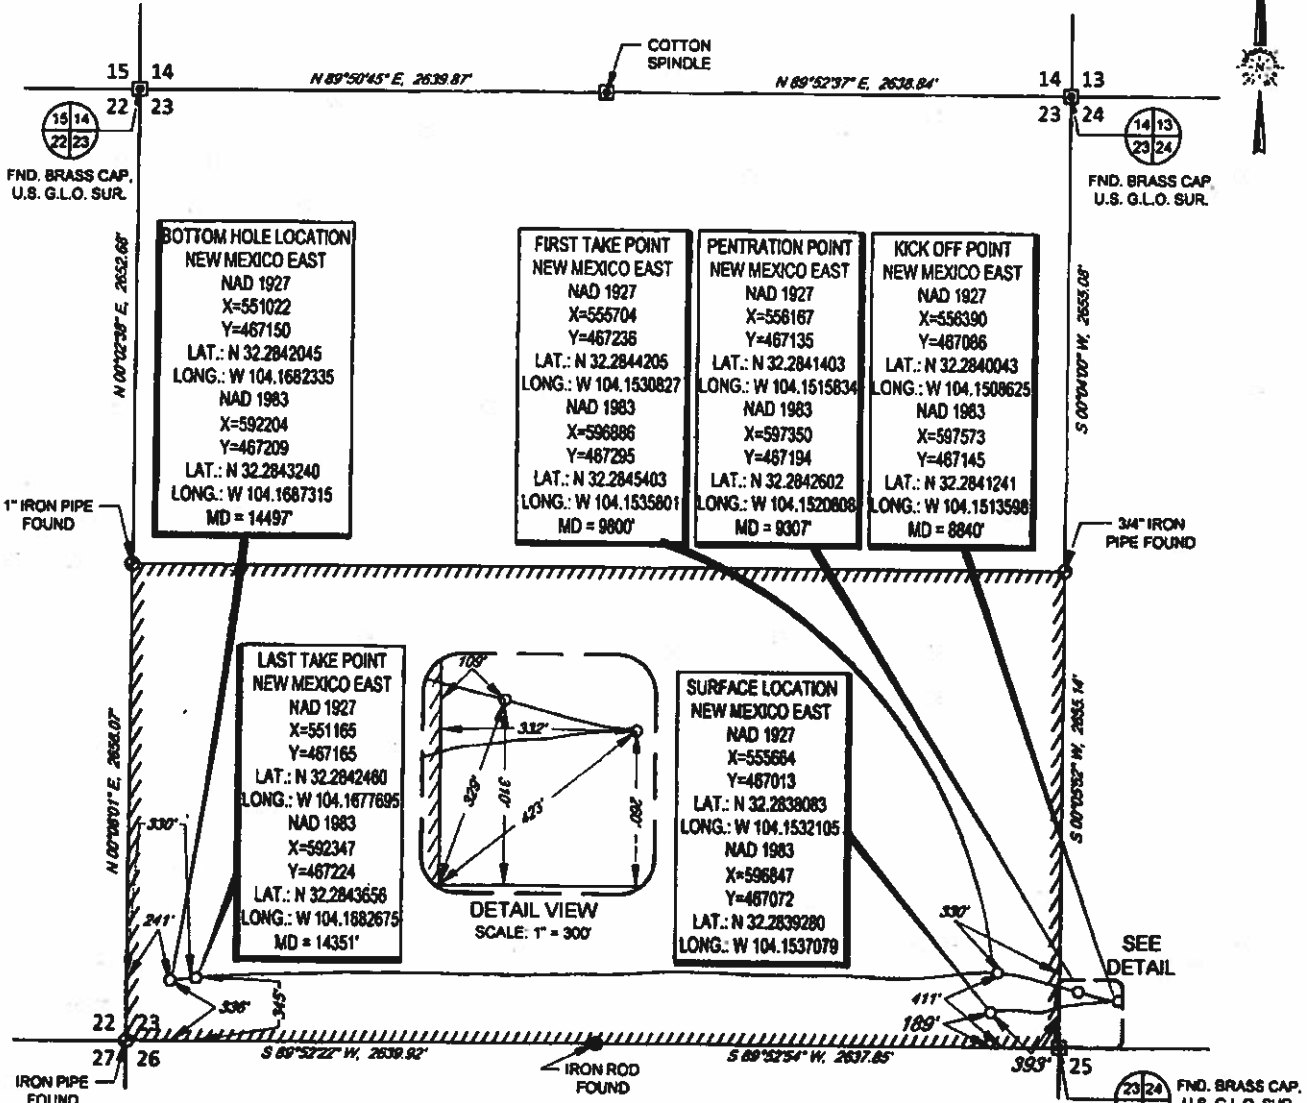 COTTON
SPINDLE
15 14
22 23
N 89°50'45" E, 2639.87'
N 89°52'37" E, 2638.84'
14 13
23 24
N
15 14
22 23
FND. BRASS CAP.
U.S. G.L.O. SUR.
14 13
23 24
FND. BRASS CAP
U.S. G.L.O. SUR.
N 00°02'38" E, 2652.68'
S 00°04'00" W, 2655.08'
BOTTOM HOLE LOCATION
NEW MEXICO EAST
NAD 1927
X=551022
Y=467150
LAT.: N 32.2842045
LONG.: W 104.1682335
NAD 1983
X=592204
Y=467209
LAT.: N 32.2843240
LONG.: W 104.1687315
MD = 14497'
FIRST TAKE POINT
NEW MEXICO EAST
NAD 1927
X=555704
Y=467236
LAT.: N 32.2844205
LONG.: W 104.1530827
NAD 1983
X=596886
Y=467295
LAT.: N 32.2845403
LONG.: W 104.1535801
MD = 9800'
PENTRATION POINT
NEW MEXICO EAST
NAD 1927
X=556167
Y=467135
LAT.: N 32.2841403
LONG.: W 104.1515834
NAD 1983
X=597350
Y=467194
LAT.: N 32.2842602
LONG.: W 104.1520808
MD = 9307'
KICK OFF POINT
NEW MEXICO EAST
NAD 1927
X=556390
Y=467086
LAT.: N 32.2840043
LONG.: W 104.1508625
NAD 1983
X=597573
Y=467145
LAT.: N 32.2841241
LONG.: W 104.1513598
MD = 8840'
1" IRON PIPE
FOUND
3/4" IRON
PIPE FOUND
LAST TAKE POINT
NEW MEXICO EAST
NAD 1927
X=551165
Y=467165
LAT.: N 32.2842460
LONG.: W 104.1677695
NAD 1983
X=592347
Y=467224
LAT.: N 32.2843656
LONG.: W 104.1682675
MD = 14351'
109'
332'
329'
310'
423'
260'
DETAIL VIEW
SCALE: 1" = 300'
SURFACE LOCATION
NEW MEXICO EAST
NAD 1927
X=555664
Y=467013
LAT.: N 32.2838083
LONG.: W 104.1532105
NAD 1983
X=596847
Y=467072
LAT.: N 32.2839280
LONG.: W 104.1537079
N 00°08'01" E, 2658.07'
S 00°05'52" W, 2655.14'
330'
241'
336'
345'
330'
411'
189'
393'
SEE
DETAIL
22 23
27 26
S 89°52'22" W, 2639.92'
S 89°52'54" W, 2637.85'
25
IRON PIPE
FOUND
IRON ROD
FOUND
23 24
FND. BRASS CAP.
U.S. G.L.O. SUR.